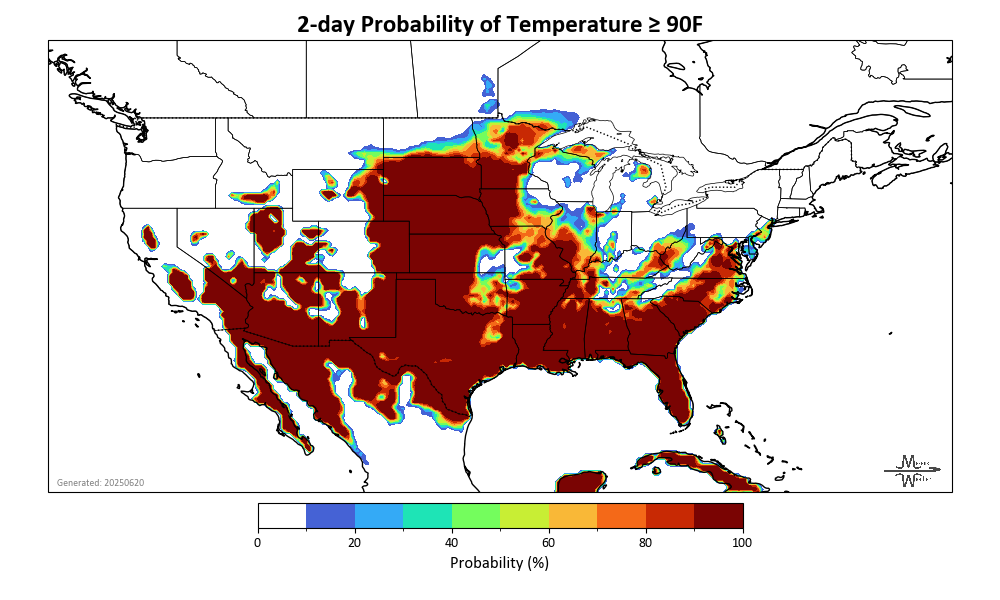 2-day Probability of Temperature ≥ 90F
Generated: 20250620
0 20 40 60 80 100
Probability (%)